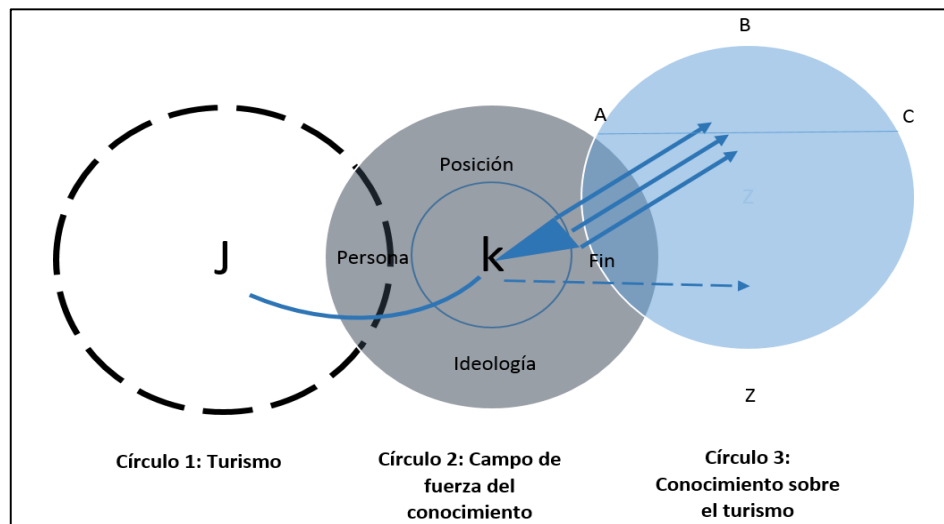 B
A
C
Posición
Z
J
Persona
k
Fin
Ideología
Z
Círculo 1: Turismo
Círculo 2: Campo de
fuerza del
conocimiento
Círculo 3:
Conocimiento sobre
el turismo